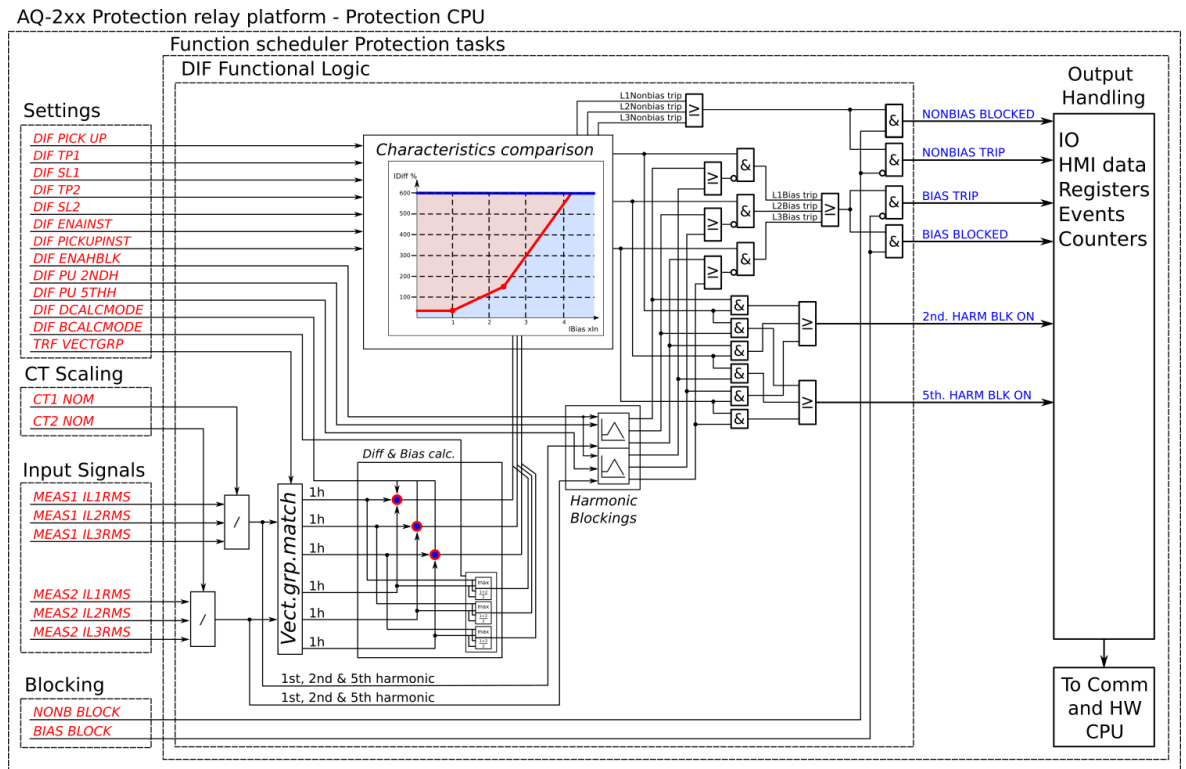 AQ-2xx Protection relay platform - Protection CPU
Function scheduler Protection tasks
DIF Functional Logic
Settings
DIF PICK UP
DIF TP1
DIF SL1
DIF TP2
DIF SL2
DIF ENAINST
DIF PICKUPINST
DIF ENAHBLK
DIF PU 2NDH
DIF PU 5THH
DIF DCALCMODE
DIF BCALCMODE
TRF VECTGRP
CT Scaling
CT1 NOM
CT2 NOM
Input Signals
MEAS1 IL1RMS
MEAS1 IL2RMS
MEAS1 IL3RMS
MEAS2 IL1RMS
MEAS2 IL2RMS
MEAS2 IL3RMS
Blocking
NONB BLOCK
BIAS BLOCK
/
/
Vect.grp.match
1h
1h
1h
1h
1h
1h
1st, 2nd & 5th harmonic
1st, 2nd & 5th harmonic
Diff & Bias calc.
max
max
max
Characteristics comparison
IDiff %
600
500
400
300
200
100
1
2
3
4
IBias xIn
Harmonic
Blockings
L1Nonbias trip
L2Nonbias trip
L3Nonbias trip
≥
≥
≥
≥
&
&
&
L1Bias trip
L2Bias trip
L3Bias trip
≥
&
&
&
&
&
&
≥
≥
&
&
&
&
NONBIAS BLOCKED
NONBIAS TRIP
BIAS TRIP
BIAS BLOCKED
2nd. HARM BLK ON
5th. HARM BLK ON
Output
Handling
IO
HMI data
Registers
Events
Counters
To Comm
and HW
CPU